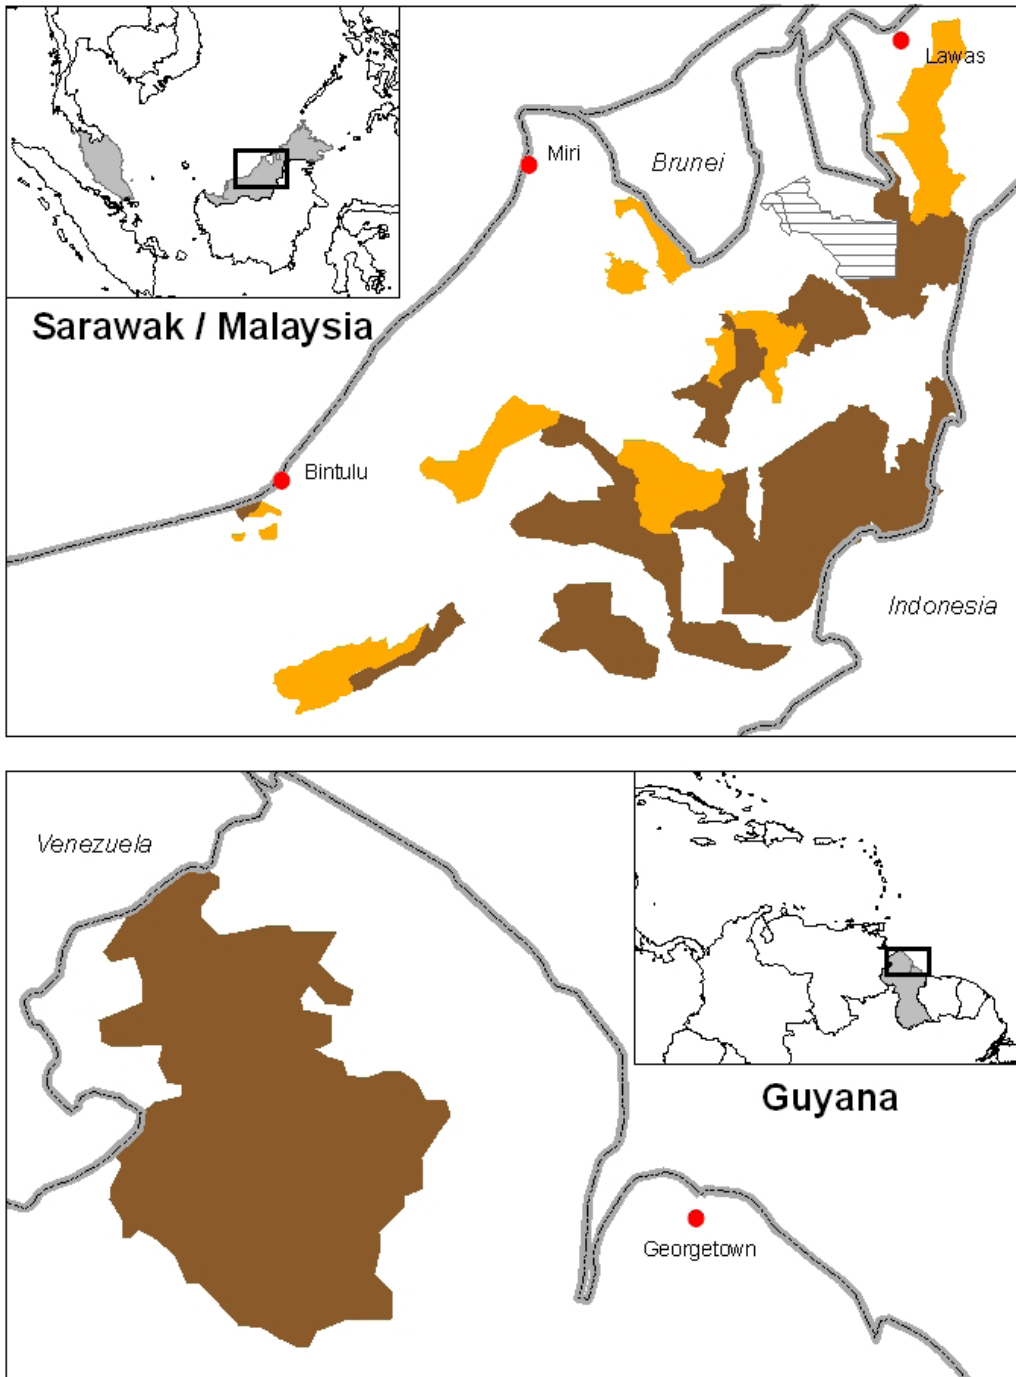 Lawas
Miri
Brunei
Sarawak / Malaysia
Bintulu
Indonesia
Venezuela
Guyana
Georgetown